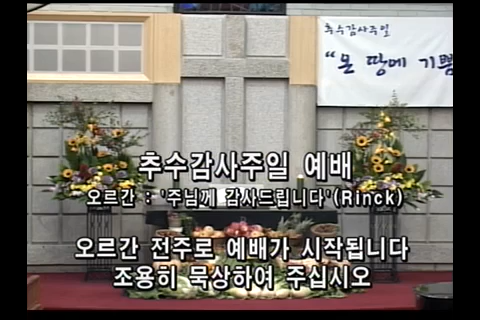 추수감사주일
“온 땅에 기쁨
추수감사주일 예배
오르간 : '주님께 감사드립니다'(Rinck)
오르간 전주로 예배가 시작됩니다
조용히 묵상하여 주십시오